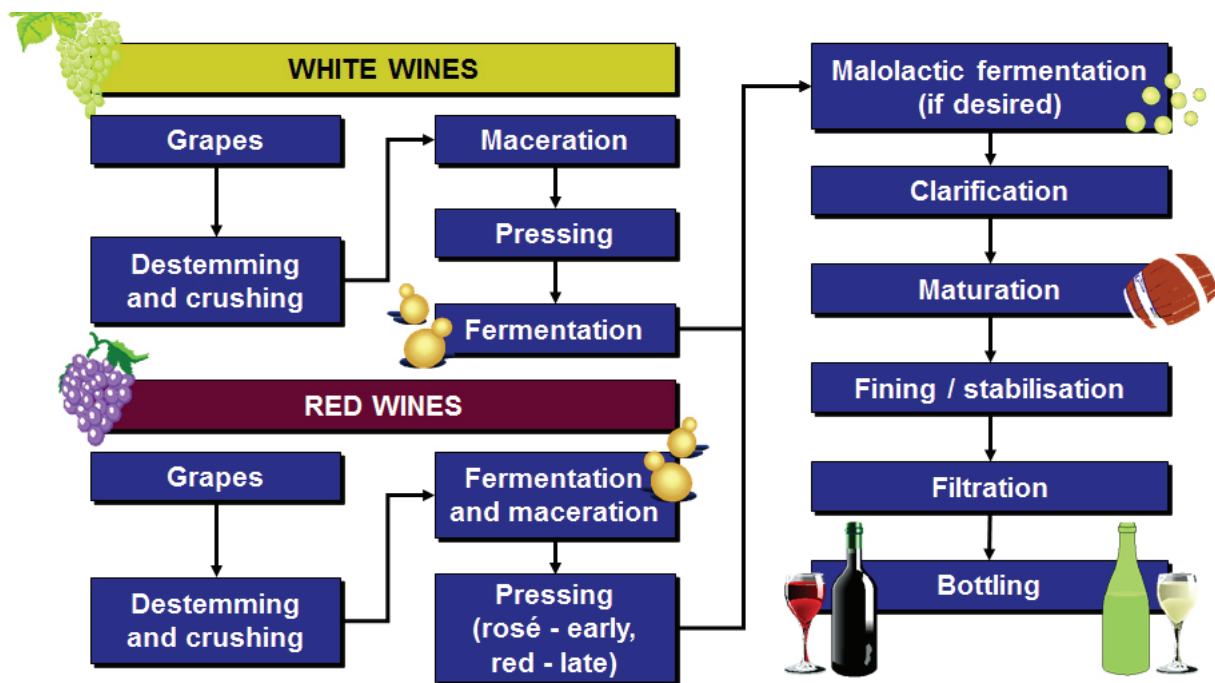 WHITE WINES
Grapes
Destemming
and crushing
Maceration
Pressing
Fermentation
RED WINES
Grapes
Destemming
and crushing
Fermentation
and maceration
Pressing
(rosé - early,
red - late)
Malolactic fermentation
(if desired)
Clarification
Maturation
Fining / stabilisation
Filtration
Bottling